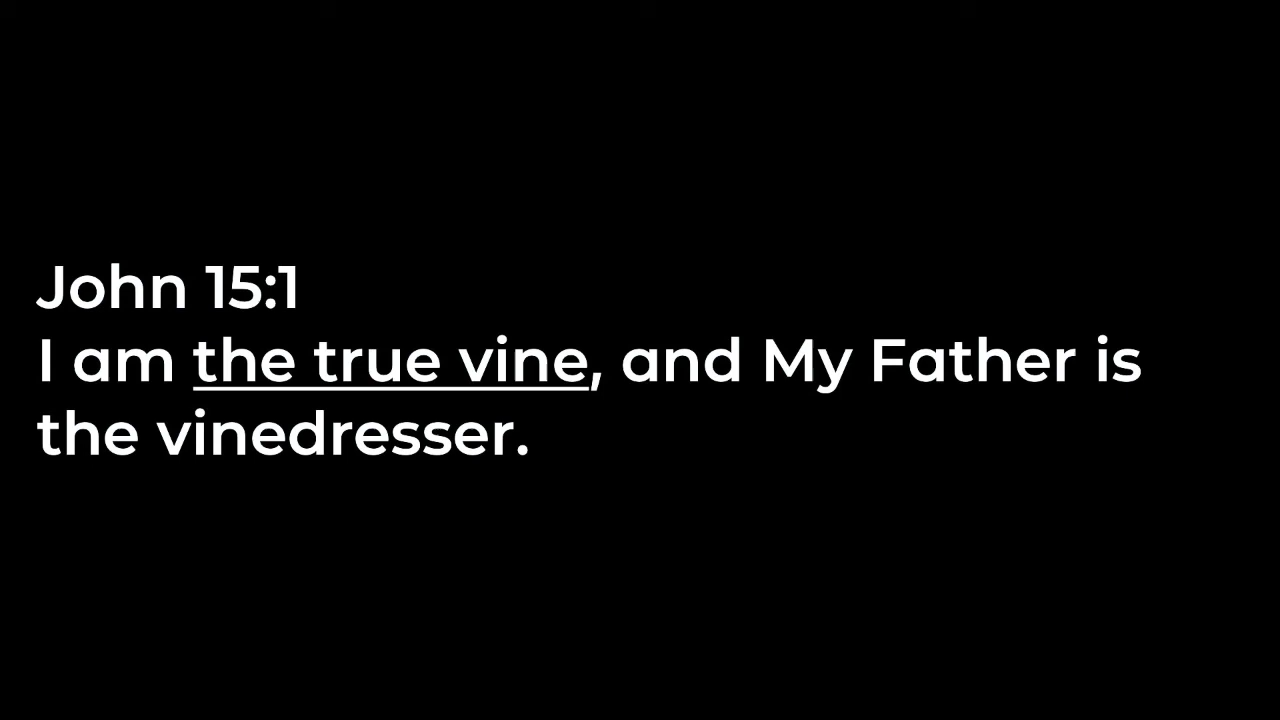 John 15:1
I am the true vine, and My Father is
the vinedresser.